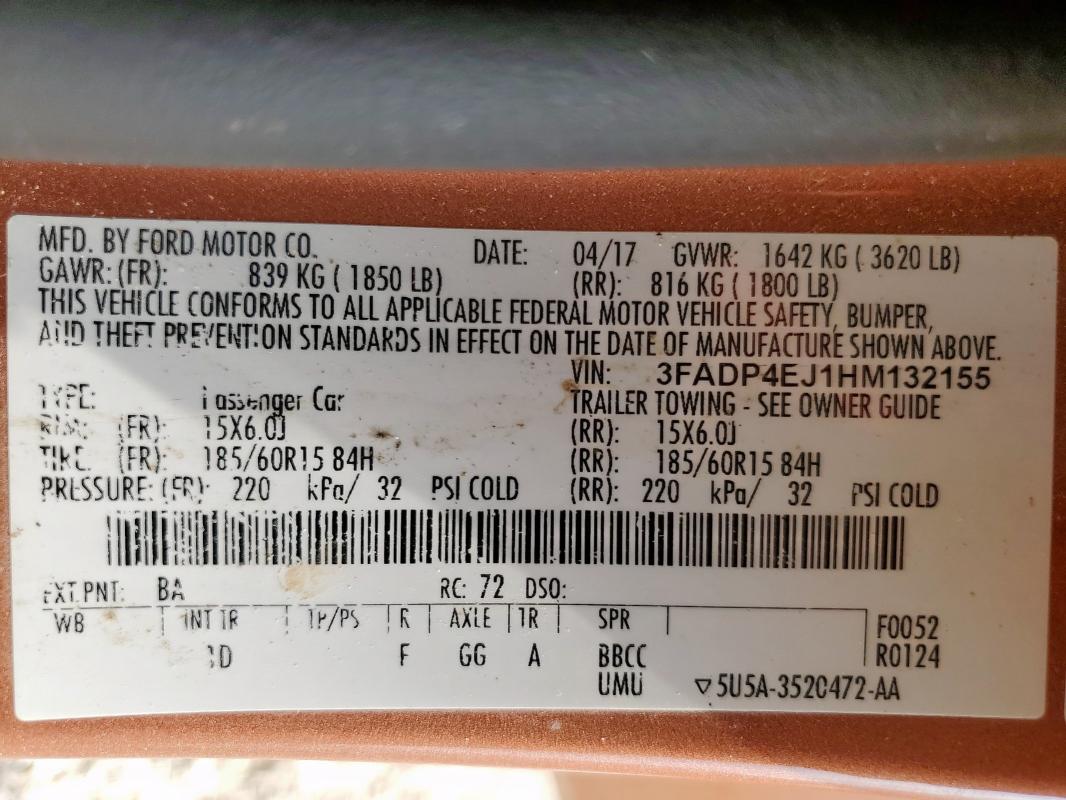 MFD. BY FORD MOTOR CO. DATE: 04/17 GVWR: 1642 KG ( 3620 LB)
GAWR: (FR): 839 KG ( 1850 LB) (RR): 816 KG ( 1800 LB)
THIS VEHICLE CONFORMS TO ALL APPLICABLE FEDERAL MOTOR VEHICLE SAFETY, BUMPER,
AND THEFT PREVENTION STANDARDS IN EFFECT ON THE DATE OF MANUFACTURE SHOWN ABOVE.
VIN: 3FADP4EJ1HM132155
TYPE: Passenger Car TRAILER TOWING - SEE OWNER GUIDE
RIM: (FR): 15X6.0J (RR): 15X6.0J
TIRE (FR): 185/60R15 84H (RR): 185/60R15 84H
PRESSURE: (FR): 220 kPa/ 32 PSI COLD (RR): 220 kPa/ 32 PSI COLD
EXT.PNT: BA RC: 72 DSO:
WB INT TR TP/PS R AXLE TR SPR F0052
F GG A BBCC R0124
UMU ▽5U5A-3520472-AA